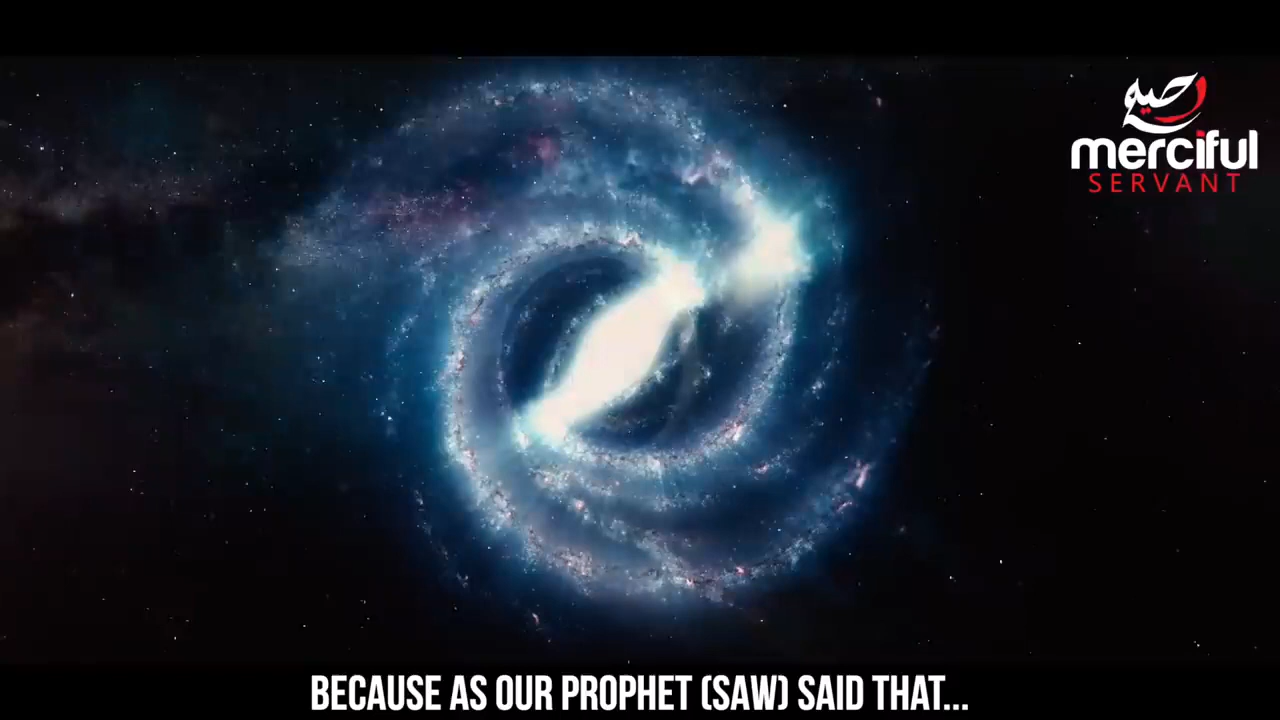 merciful
SERVANT
BECAUSE AS OUR PROPHET (SAW) SAID THAT...